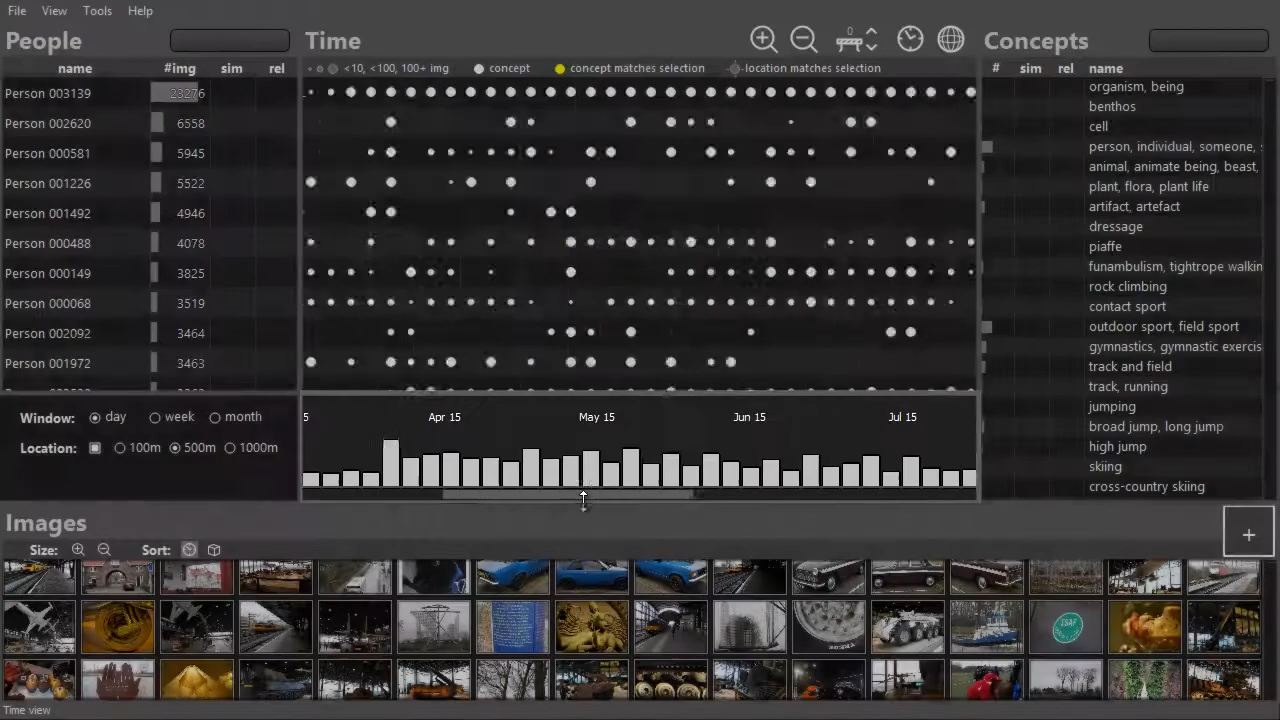 File View Tools Help
People
Time
Concepts
name #img sim rel
<10, <100, 100+ img concept concept matches selection location matches selection
# sim rel name
Person 003139 23276
Person 002620 6558
Person 000581 5945
Person 001226 5522
Person 001492 4946
Person 000488 4078
Person 000149 3825
Person 000068 3519
Person 002092 3464
Person 001972 3463
organism, being
benthos
cell
person, individual, someone,
animal, animate being, beast,
plant, flora, plant life
artifact, artefact
dressage
piaffe
funambulism, tightrope walkin
rock climbing
contact sport
outdoor sport, field sport
gymnastics, gymnastic exercis
track and field
track, running
jumping
broad jump, long jump
high jump
skiing
cross-country skiing
Window: day week month
Location: 100m 500m 1000m
5 Apr 15 May 15 Jun 15 Jul 15
Images
+
Size: Sort:
ISAF
Time view